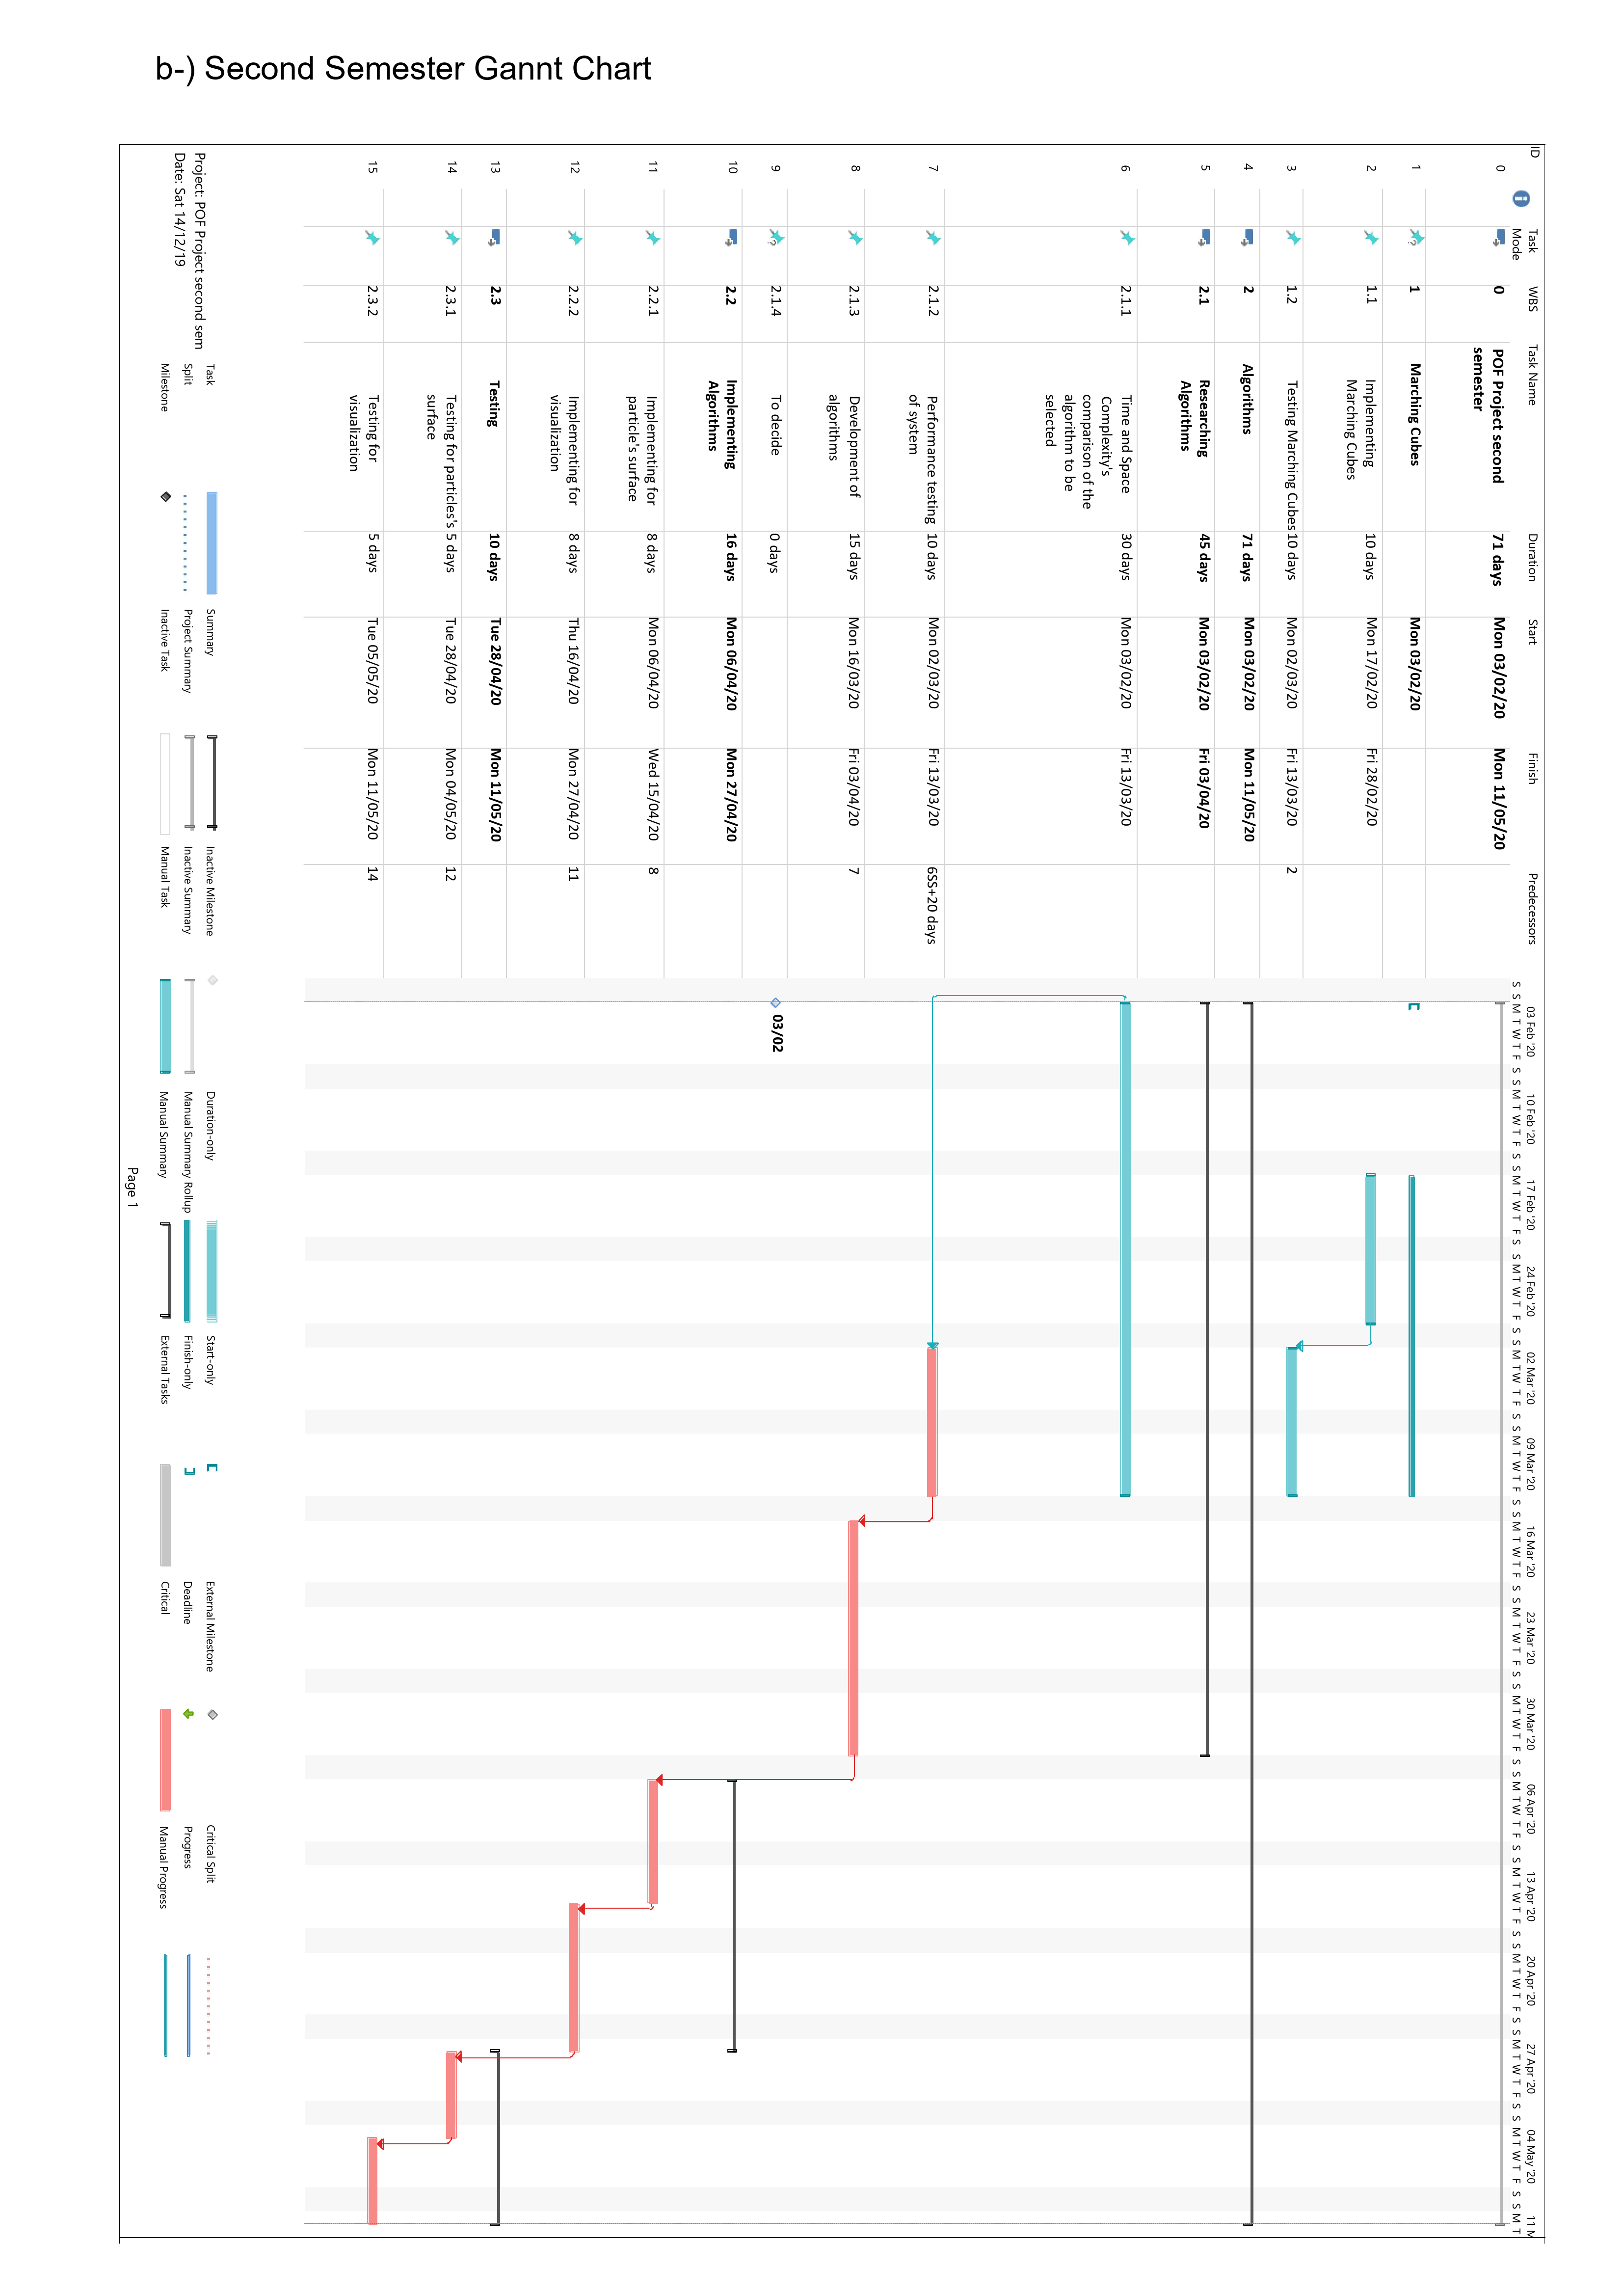 b-) Second Semester Gannt Chart
ID Task Mode WBS Task Name Duration Start Finish Predecessors
03 Feb '20 10 Feb '20 17 Feb '20 24 Feb '20 02 Mar '20 09 Mar '20 16 Mar '20 23 Mar '20 30 Mar '20 06 Apr '20 13 Apr '20 20 Apr '20 27 Apr '20 04 May '20 11 M
S S M T W T F S S M T W T F S S M T W T F S S M T W T F S S M T W T F S S M T W T F S S M T W T F S S M T W T F S S M T W T F S S M T W T F S S M T W T F S S M T W T F S S M T W T F S S M T W T F S S M T
0 0 POF Project second semester 71 days Mon 03/02/20 Mon 11/05/20
1 1 Marching Cubes Mon 03/02/20
2 1.1 Implementing Marching Cubes 10 days Mon 17/02/20 Fri 28/02/20
3 1.2 Testing Marching Cubes 10 days Mon 02/03/20 Fri 13/03/20 2
4 2 Algorithms 71 days Mon 03/02/20 Mon 11/05/20
5 2.1 Researching Algorithms 45 days Mon 03/02/20 Fri 03/04/20
6 2.1.1 Time and Space Complexity's comparison of the algorithm to be selected 30 days Mon 03/02/20 Fri 13/03/20
7 2.1.2 Performance testing of system 10 days Mon 02/03/20 Fri 13/03/20 6SS+20 days
8 2.1.3 Development of algorithms 15 days Mon 16/03/20 Fri 03/04/20 7
9 2.1.4 To decide 0 days 03/02
10 2.2 Implementing Algorithms 16 days Mon 06/04/20 Mon 27/04/20
11 2.2.1 Implementing for particle's surface 8 days Mon 06/04/20 Wed 15/04/20 8
12 2.2.2 Implementing for visualization 8 days Thu 16/04/20 Mon 27/04/20 11
13 2.3 Testing 10 days Tue 28/04/20 Mon 11/05/20
14 2.3.1 Testing for particles's surface 5 days Tue 28/04/20 Mon 04/05/20 12
15 2.3.2 Testing for visualization 5 days Tue 05/05/20 Mon 11/05/20 14
Project: POF Project second sem
Date: Sat 14/12/19
Task Summary Inactive Milestone Duration-only Start-only External Milestone Critical Split
Split Project Summary Inactive Summary Manual Summary Rollup Finish-only Deadline Progress
Milestone Inactive Task Manual Task Manual Summary External Tasks Critical Manual Progress
Page 1